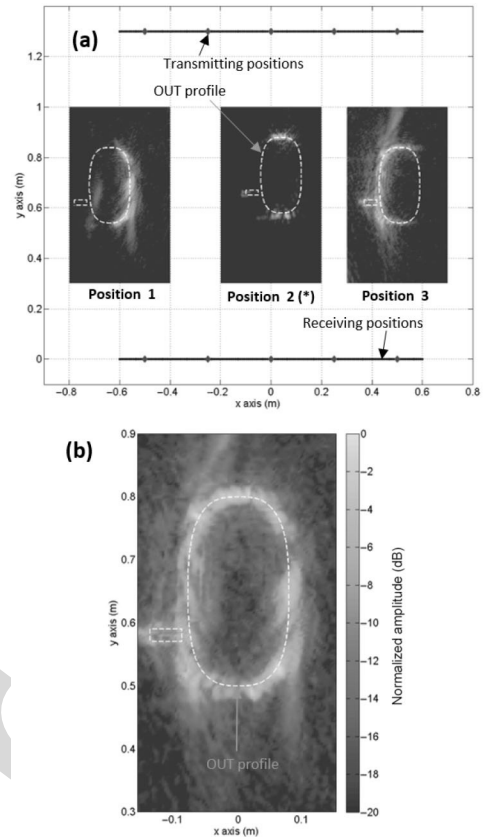 (a)
1.2
1
0.8
0.6
0.4
0.2
0
y axis (m)
Transmitting positions
OUT profile
Position 1
Position 2 (*)
Position 3
Receiving positions
−0.8
−0.6
−0.4
−0.2
0
0.2
0.4
0.6
0.8
x axis (m)
(b)
0.9
0.8
0.7
0.6
0.5
0.4
0.3
y axis (m)
OUT profile
−0.1
0
0.1
x axis (m)
0
−2
−4
−6
−8
−10
−12
−14
−16
−18
−20
Normalized amplitude (dB)